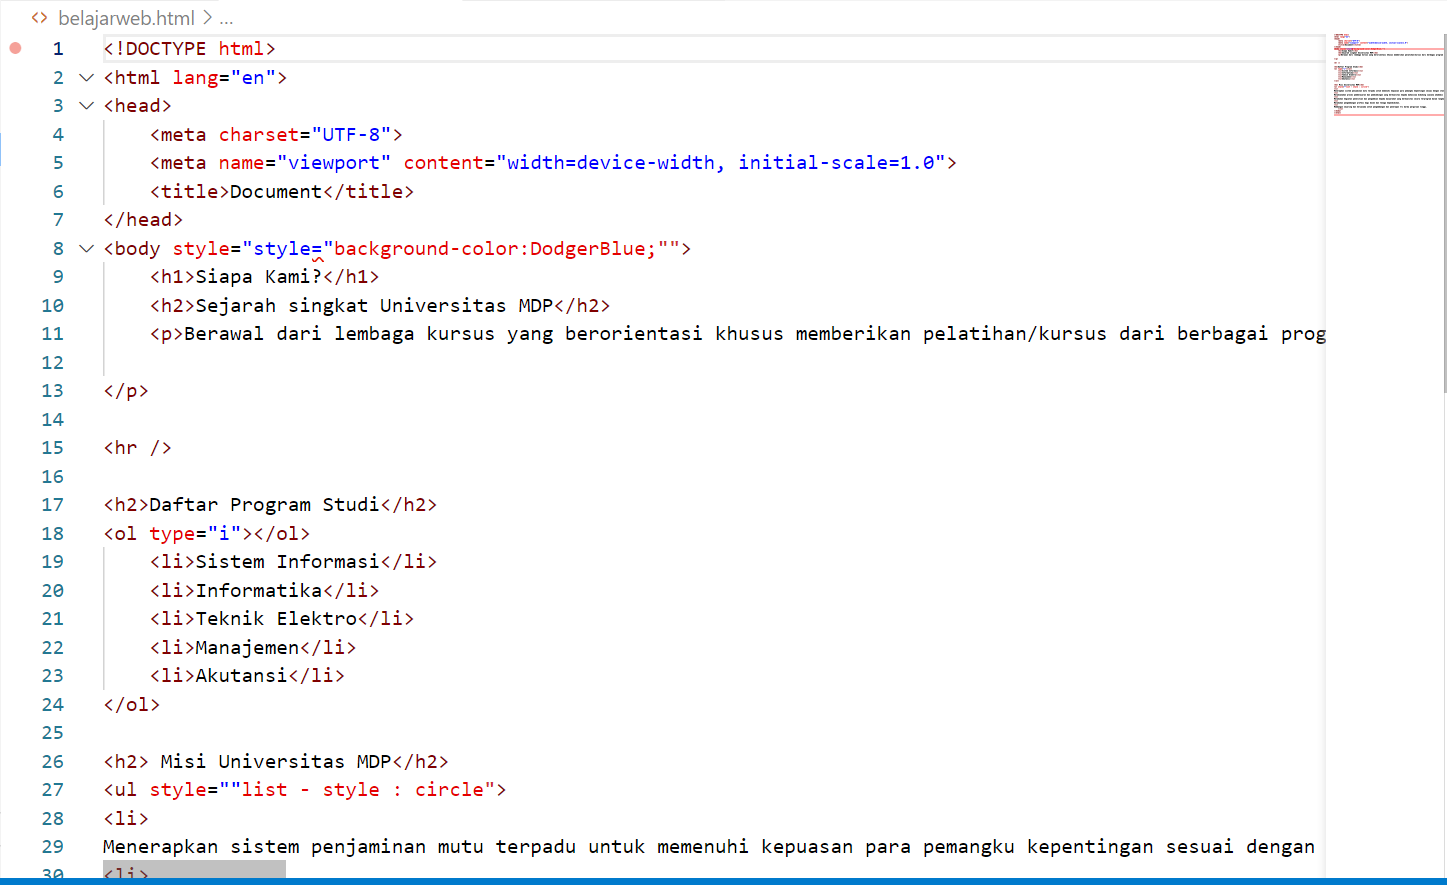 belajarweb.html > ...
1 <!DOCTYPE html>
2 <html lang="en">
3 <head>
4 <meta charset="UTF-8">
5 <meta name="viewport" content="width=device-width, initial-scale=1.0">
6 <title>Document</title>
7 </head>
8 <body style="style="background-color:DodgerBlue;"">
9 <h1>Siapa Kami?</h1>
10 <h2>Sejarah singkat Universitas MDP</h2>
11 <p>Berawal dari lembaga kursus yang berorientasi khusus memberikan pelatihan/kursus dari berbagai prog
12
13 </p>
14
15 <hr />
16
17 <h2>Daftar Program Studi</h2>
18 <ol type="i"></ol>
19 <li>Sistem Informasi</li>
20 <li>Informatika</li>
21 <li>Teknik Elektro</li>
22 <li>Manajemen</li>
23 <li>Akutansi</li>
24 </ol>
25
26 <h2> Misi Universitas MDP</h2>
27 <ul style=""list - style : circle">
28 <li>
29 Menerapkan sistem penjaminan mutu terpadu untuk memenuhi kepuasan para pemangku kepentingan sesuai dengan
30 <li>